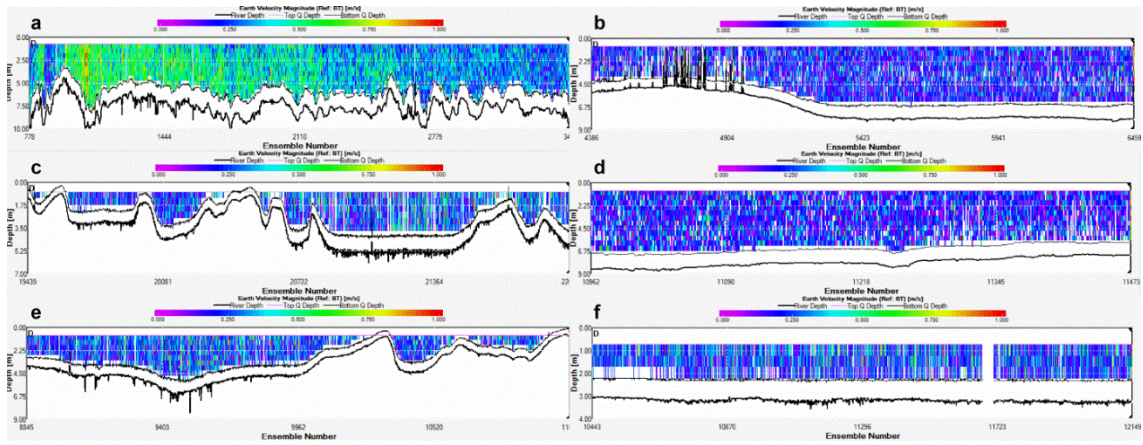 a
Earth Velocity Magnitude (Ref: BT) [m/s]
River Depth Top Q Depth Bottom Q Depth
0.000 0.250 0.500 0.750 1.000
Depth [m]
0.00
2.50
5.00
7.50
10.00
D
778 1444 2110 2775
Ensemble Number
b
Earth Velocity Magnitude (Ref: BT) [m/s]
River Depth Top Q Depth Bottom Q Depth
0.000 0.250 0.500 0.750 1.000
Depth [m]
0.00
2.25
4.50
6.75
9.00
D
4386 4904 5423 5941 6459
Ensemble Number
c
Earth Velocity Magnitude (Ref: BT) [m/s]
River Depth Top Q Depth Bottom Q Depth
0.000 0.250 0.500 0.750 1.000
Depth [m]
0.00
1.75
3.50
5.25
7.00
D
19439 20081 20722 21364
Ensemble Number
d
Earth Velocity Magnitude (Ref: BT) [m/s]
River Depth Top Q Depth Bottom Q Depth
0.000 0.250 0.500 0.750 1.000
Depth [m]
0.00
2.25
4.50
6.75
9.00
D
10962 11090 11218 11345 11473
Ensemble Number
e
Earth Velocity Magnitude (Ref: BT) [m/s]
River Depth Top Q Depth Bottom Q Depth
0.000 0.250 0.500 0.750 1.000
Depth [m]
0.00
2.25
4.50
6.75
9.00
D
8845 9403 9962 10520
Ensemble Number
f
Earth Velocity Magnitude (Ref: BT) [m/s]
River Depth Top Q Depth Bottom Q Depth
0.000 0.250 0.500 0.750 1.000
Depth [m]
0.00
1.00
2.00
3.00
4.00
D
10443 10870 11296 11723 12149
Ensemble Number